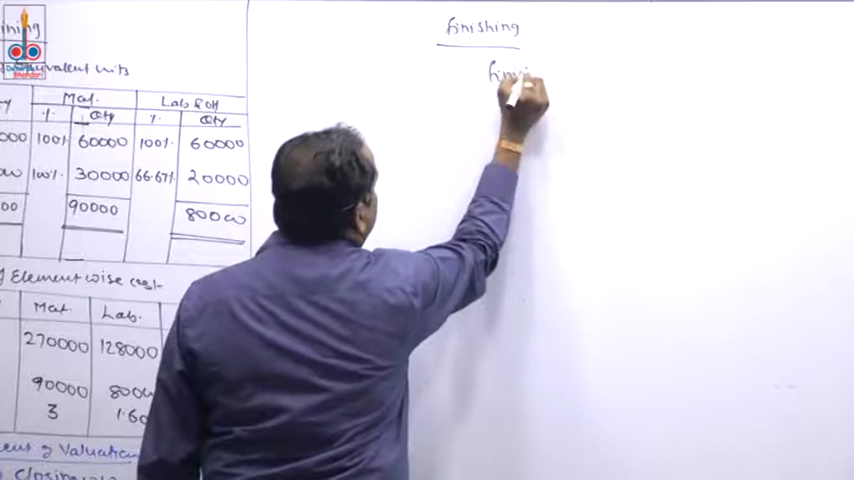 Finishing
Equivalent units
Mat. Lab & OH
% Qty % Qty
000 100% 60000 100% 60000
100% 30000 66.67% 20000
90000 80000
Element wise cost
Mat. Lab.
270000 128000
90000
3 1.60
Valuation
Closing